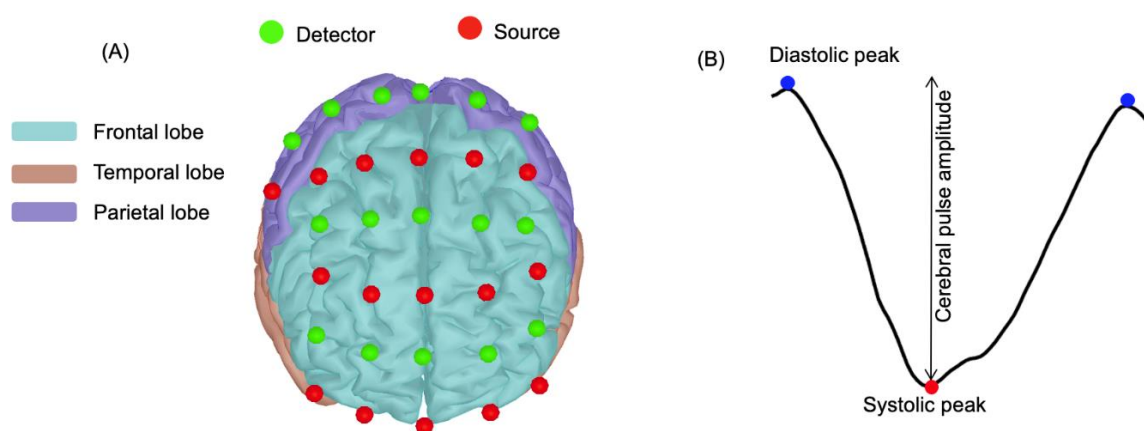 Detector
Source
(A)
Frontal lobe
Temporal lobe
Parietal lobe
(B)
Diastolic peak
Cerebral pulse amplitude
Systolic peak